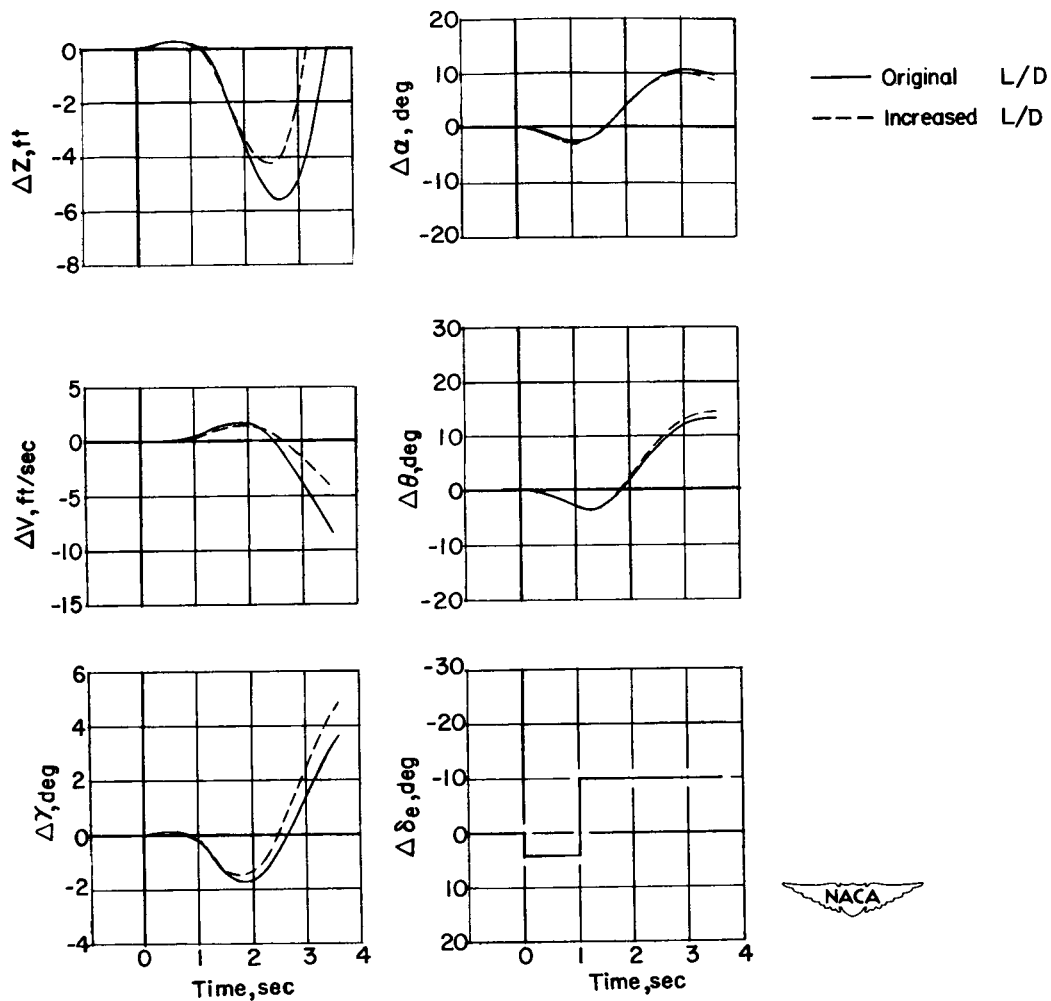 ΔZ, ft
0
-2
-4
-6
-8
Δα, deg
20
10
0
-10
-20
Original L/D
Increased L/D
ΔV, ft/sec
5
0
-5
-10
-15
Δθ, deg
30
20
10
0
-10
-20
Δγ, deg
6
4
2
0
-2
-4
0 1 2 3 4
Time, sec
Δδe, deg
-30
-20
-10
0
10
20
0 1 2 3 4
Time, sec
NACA